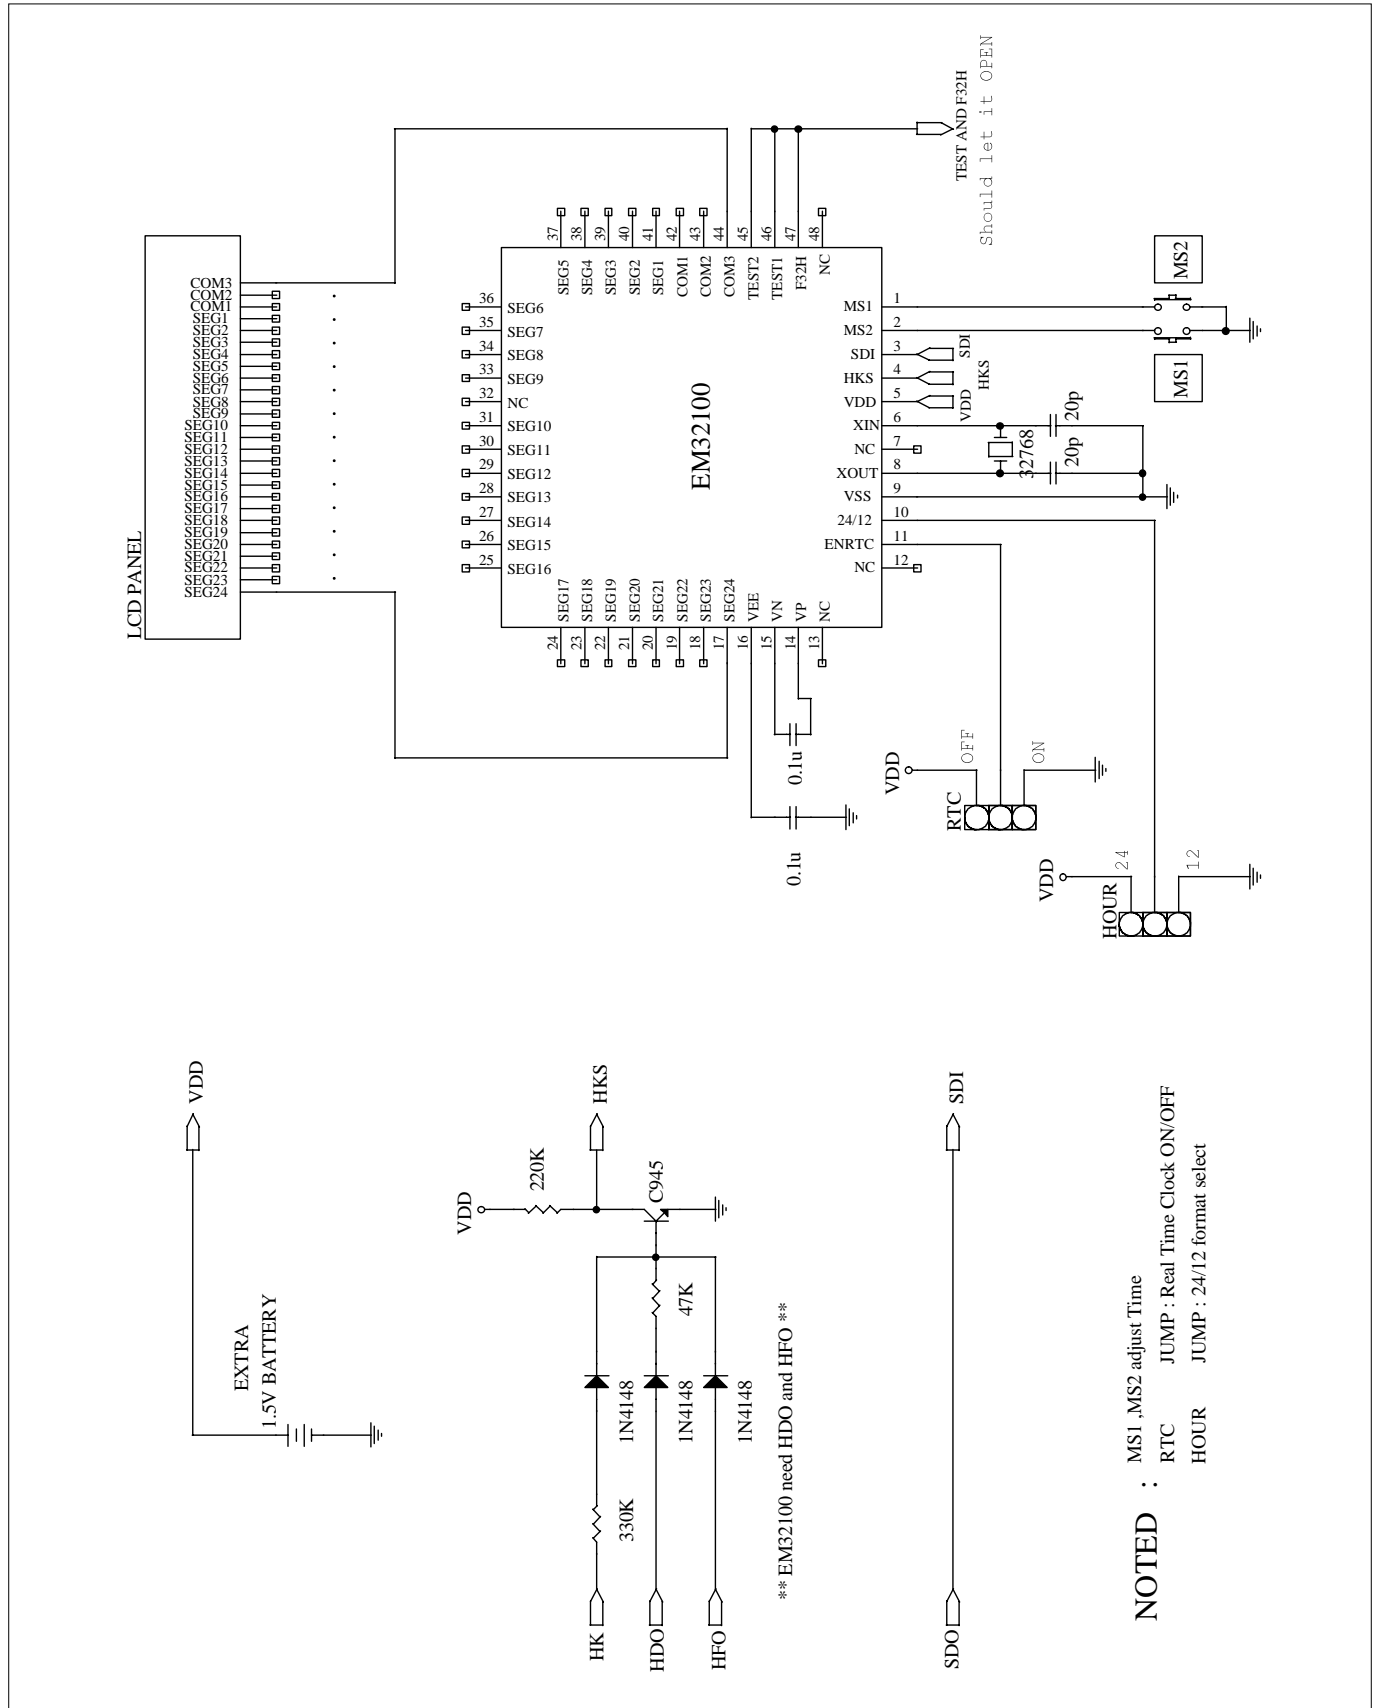 LCD PANEL
COM3
COM2
COM1
SEG1
SEG2
SEG3
SEG4
SEG5
SEG6
SEG7
SEG8
SEG9
SEG10
SEG11
SEG12
SEG13
SEG14
SEG15
SEG16
SEG17
SEG18
SEG19
SEG20
SEG21
SEG22
SEG23
SEG24
EM32100
37 SEG5
38 SEG4
39 SEG3
40 SEG2
41 SEG1
42 COM1
43 COM2
44 COM3
45 TEST2
46 TEST1
47 F32H
48 NC
36 SEG6
35 SEG7
34 SEG8
33 SEG9
32 NC
31 SEG10
30 SEG11
29 SEG12
28 SEG13
27 SEG14
26 SEG15
25 SEG16
MS1 1
MS2 2
SDI 3
HKS 4
VDD 5
XIN 6
NC 7
XOUT 8
VSS 9
24/12 10
ENRTC 11
NC 12
24 SEG17
23 SEG18
22 SEG19
21 SEG20
20 SEG21
19 SEG22
18 SEG23
17 SEG24
16 VEE
15 VN
14 VP
13 NC
TEST AND F32H
Should let it OPEN
MS2
MS1
SDI
HKS
VDD
32768
20p
20p
0.1u
0.1u
VDD
OFF
ON
RTC
VDD
24
12
HOUR
VDD
EXTRA
1.5V BATTERY
VDD
220K
HKS
C945
47K
1N4148
1N4148
1N4148
330K
HK
HDO
HFO
** EM32100 need HDO and HFO **
SDO
SDI
NOTED :
MS1 ,MS2 adjust Time
RTC JUMP : Real Time Clock ON/OFF
HOUR JUMP : 24/12 format select